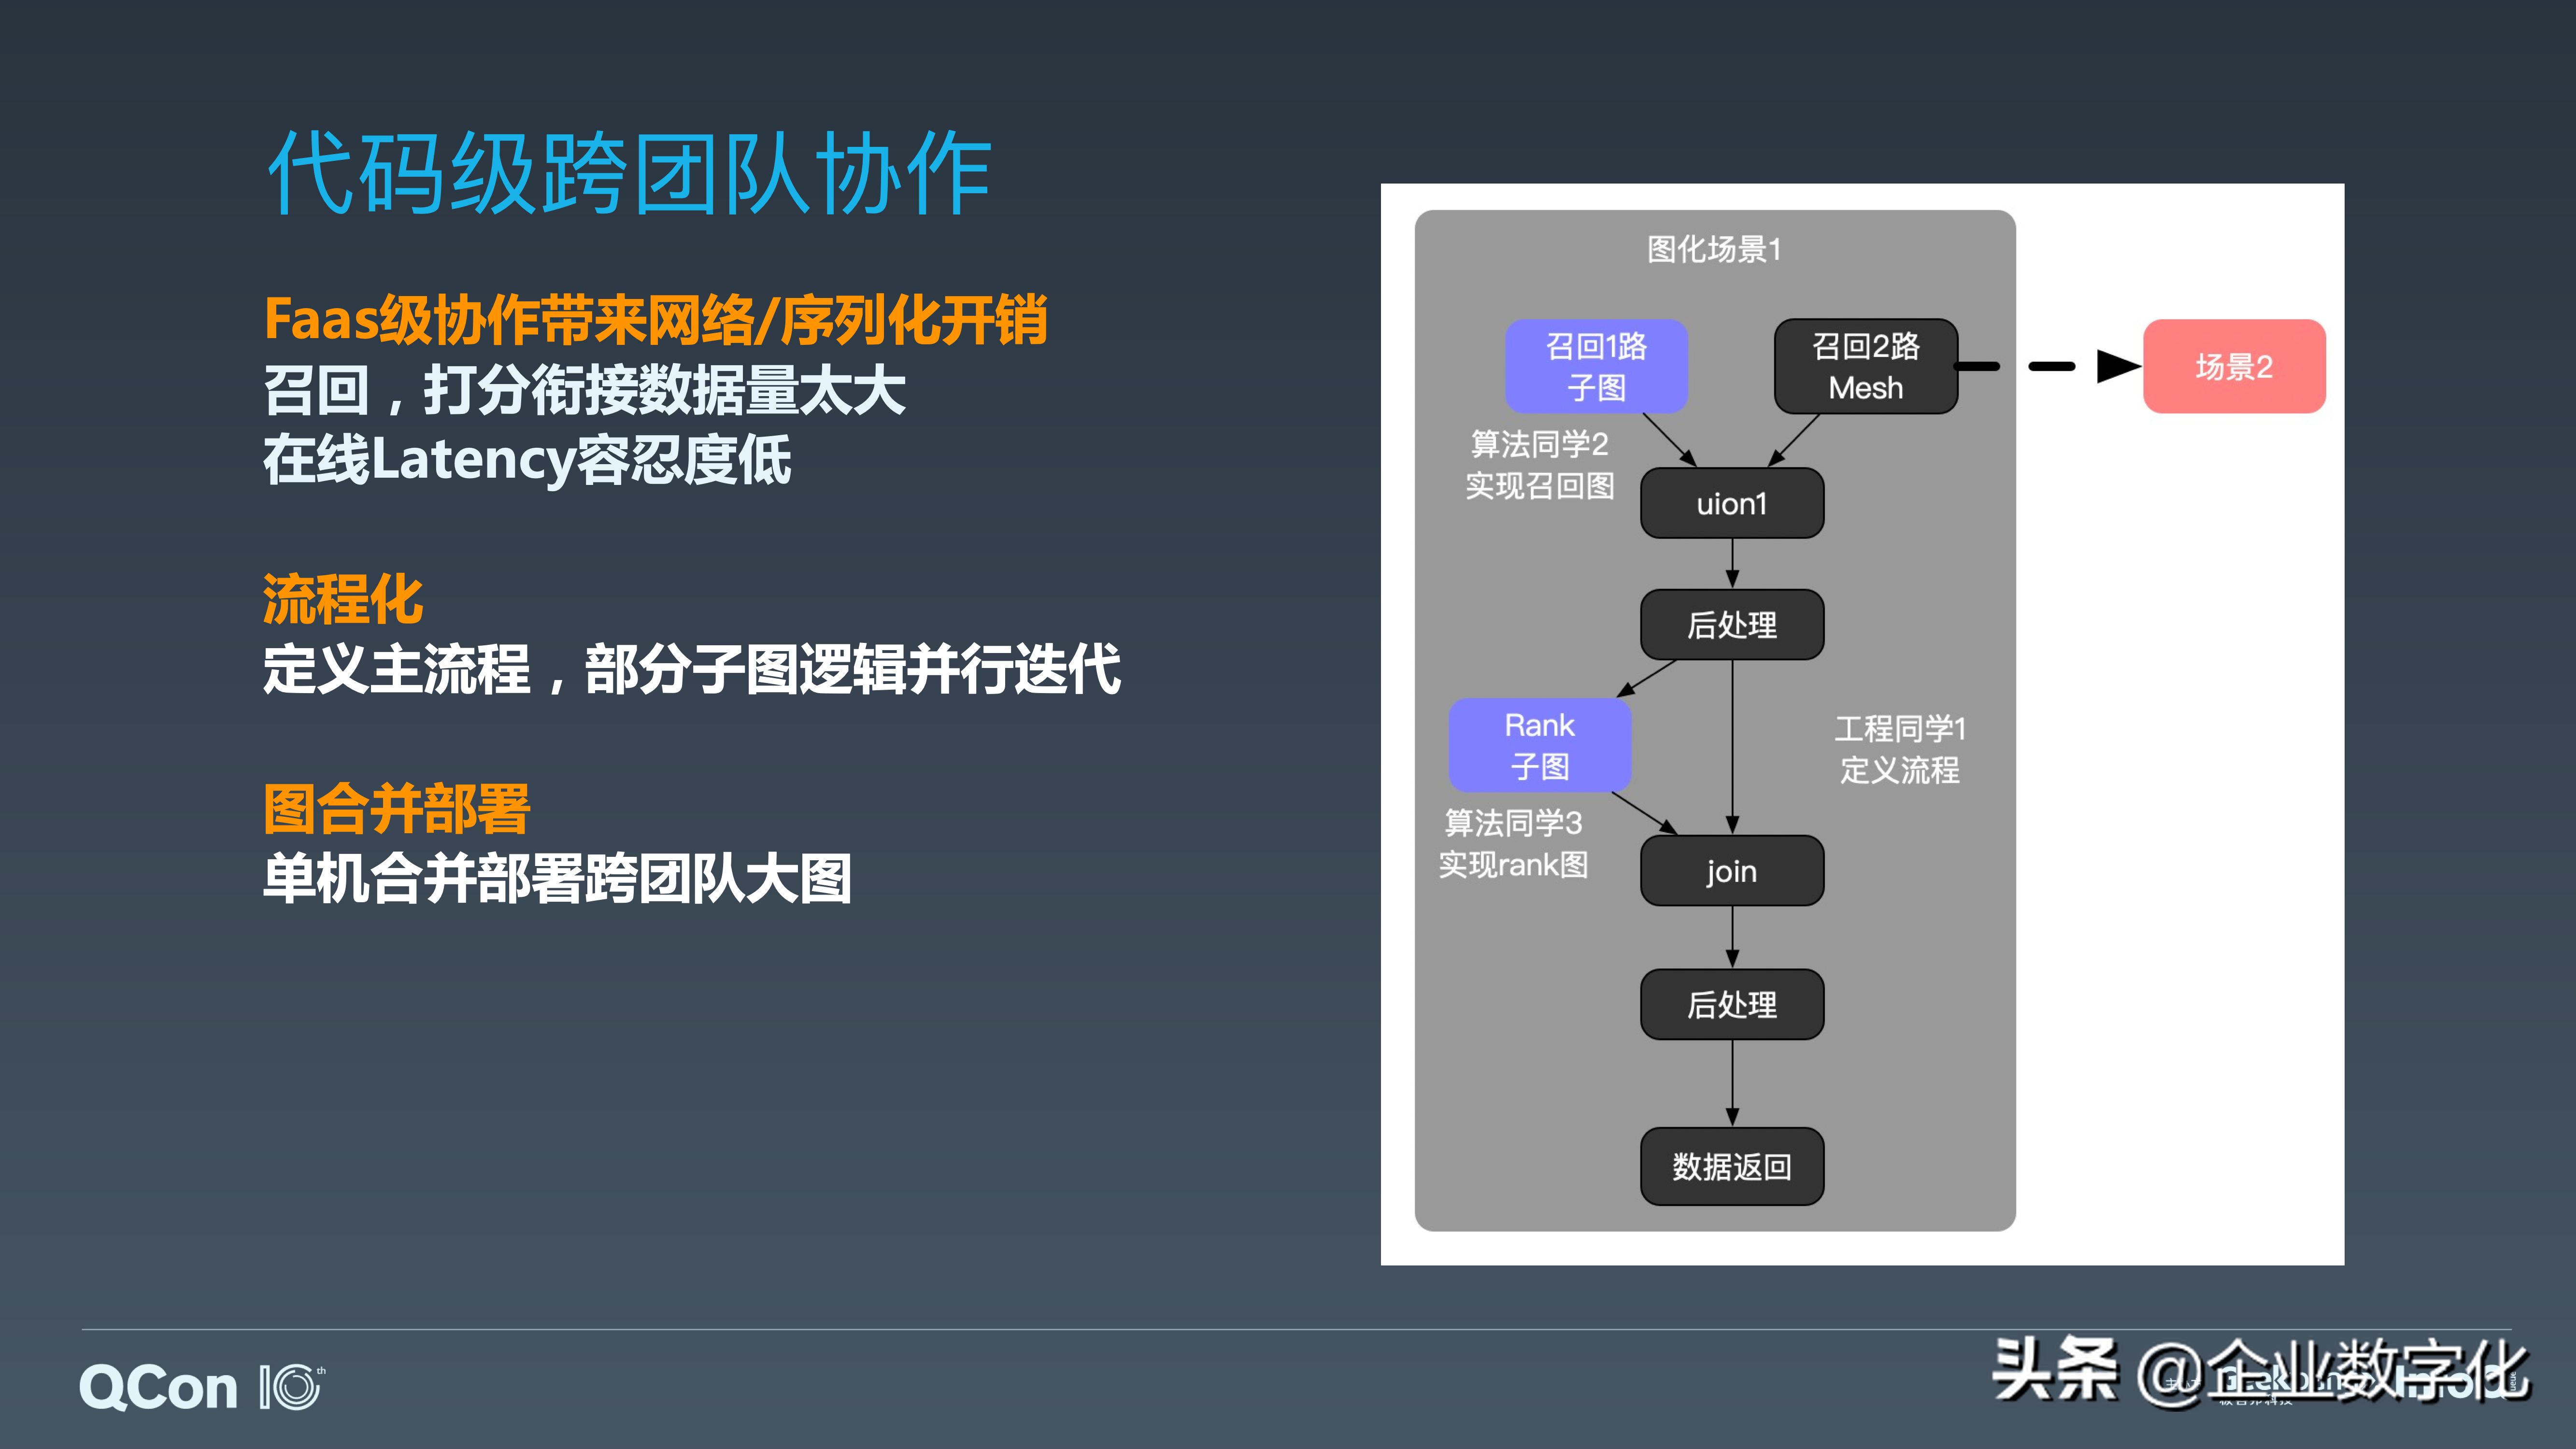 代码级跨团队协作
Faas级协作带来网络/序列化开销
召回，打分衔接数据量太大
在线Latency容忍度低
流程化
定义主流程，部分子图逻辑并行迭代
图合并部署
单机合并部署跨团队大图
图化场景1
召回1路
子图
召回2路
Mesh
场景2
算法同学2
实现召回图
uion1
后处理
Rank
子图
工程同学1
定义流程
算法同学3
实现rank图
join
后处理
数据返回
QCon 10th
头条 @企业数字化